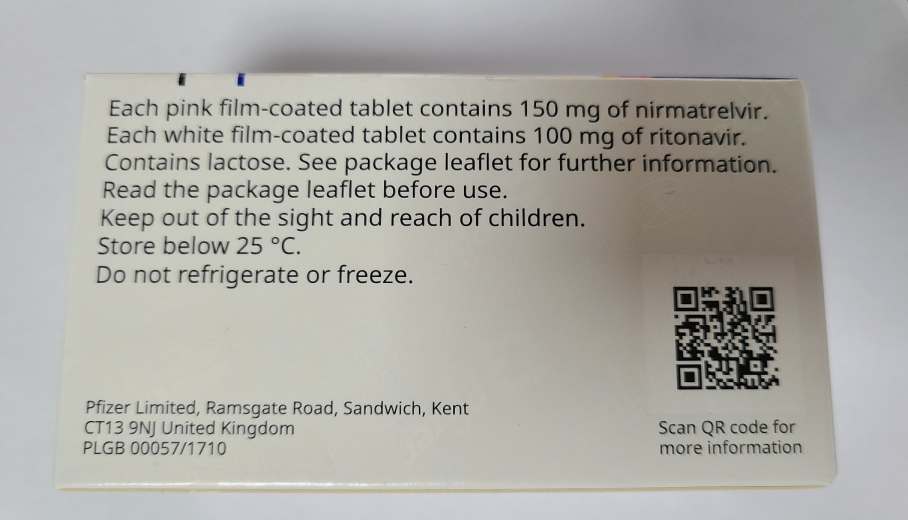 Each pink film-coated tablet contains 150 mg of nirmatrelvir.
Each white film-coated tablet contains 100 mg of ritonavir.
Contains lactose. See package leaflet for further information.
Read the package leaflet before use.
Keep out of the sight and reach of children.
Store below 25 °C.
Do not refrigerate or freeze.
Pfizer Limited, Ramsgate Road, Sandwich, Kent
CT13 9NJ United Kingdom
PLGB 00057/1710
Scan QR code for
more information